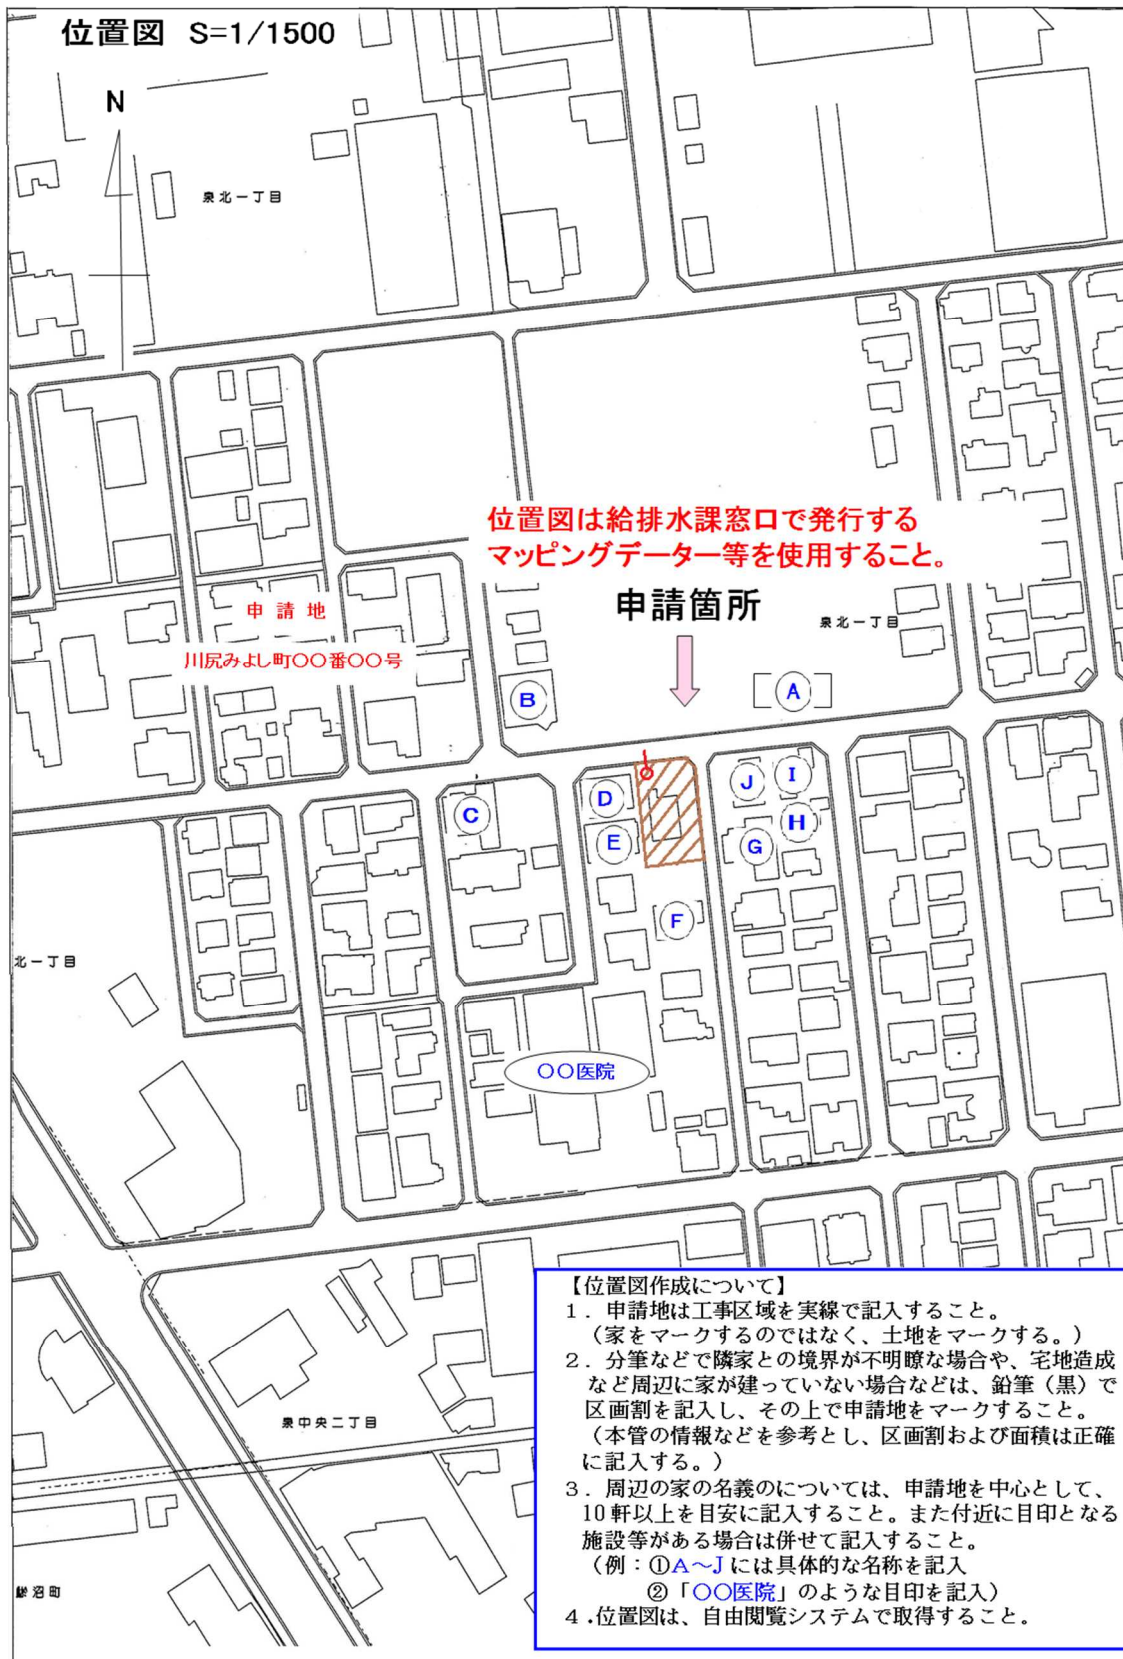 位置図 S=1/1500
N
泉北一丁目
位置図は給排水課窓口で発行する
マッピングデーター等を使用すること。
申請箇所
申 請 地
川尻みよし町〇〇番〇〇号
泉北一丁目
A
B
C
D
E
F
G
H
I
J
北一丁目
〇〇医院
泉中央二丁目
沼町
【位置図作成について】
1．申請地は工事区域を実線で記入すること。
（家をマークするのではなく、土地をマークする。）
2．分筆などで隣家との境界が不明瞭な場合や、宅地造成
など周辺に家が建っていない場合などは、鉛筆（黒）で
区画割を記入し、その上で申請地をマークすること。
（本管の情報などを参考とし、区画割および面積は正確
に記入する。）
3．周辺の家の名義のについては、申請地を中心として、
10軒以上を目安に記入すること。また付近に目印となる
施設等がある場合は併せて記入すること。
（例：①A～Jには具体的な名称を記入
②「〇〇医院」のような目印を記入）
4．位置図は、自由閲覧システムで取得すること。